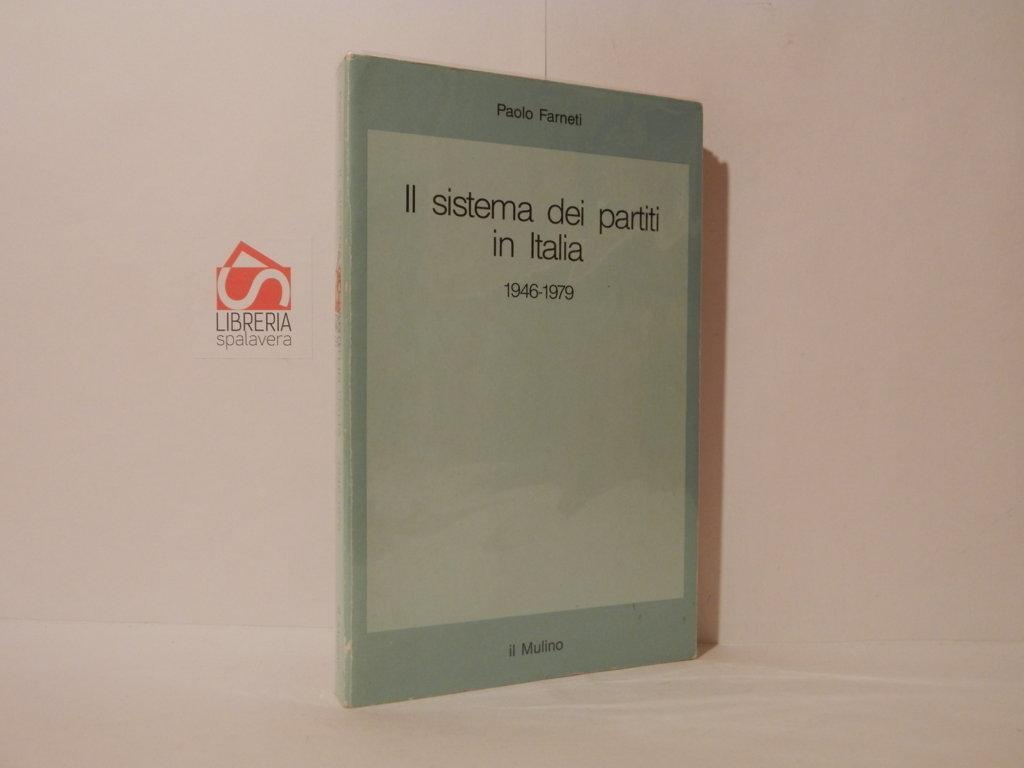 Paolo Farneti
Il sistema dei partiti
in Italia
1946-1979
il Mulino
LIBRERIA
spalavera